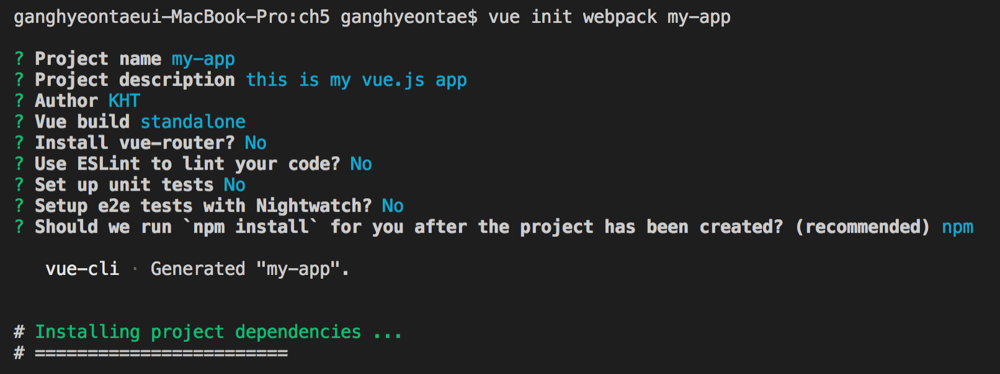 ganghyeontaeui-MacBook-Pro:ch5 ganghyeontae$ vue init webpack my-app
? Project name my-app
? Project description this is my vue.js app
? Author KHT
? Vue build standalone
? Install vue-router? No
? Use ESLint to lint your code? No
? Set up unit tests No
? Setup e2e tests with Nightwatch? No
? Should we run `npm install` for you after the project has been created? (recommended) npm
vue-cli · Generated "my-app".
# Installing project dependencies ...
# ========================